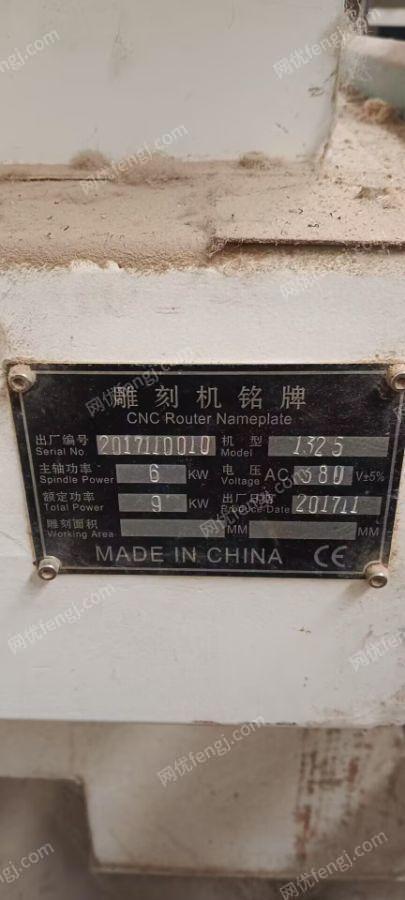 雕刻机铭牌
CNC Router Nameplate
出厂编号 2017110010 机型 1325
Serial No. Model
主轴功率 6 KW 电压 AC 380 V±5%
Spindle Power Voltage
额定功率 9 KW 出厂日期 201711
Total Power Produce Date
雕刻面积 MM MM
Working Area
MADE IN CHINA CE
网优fengj.com